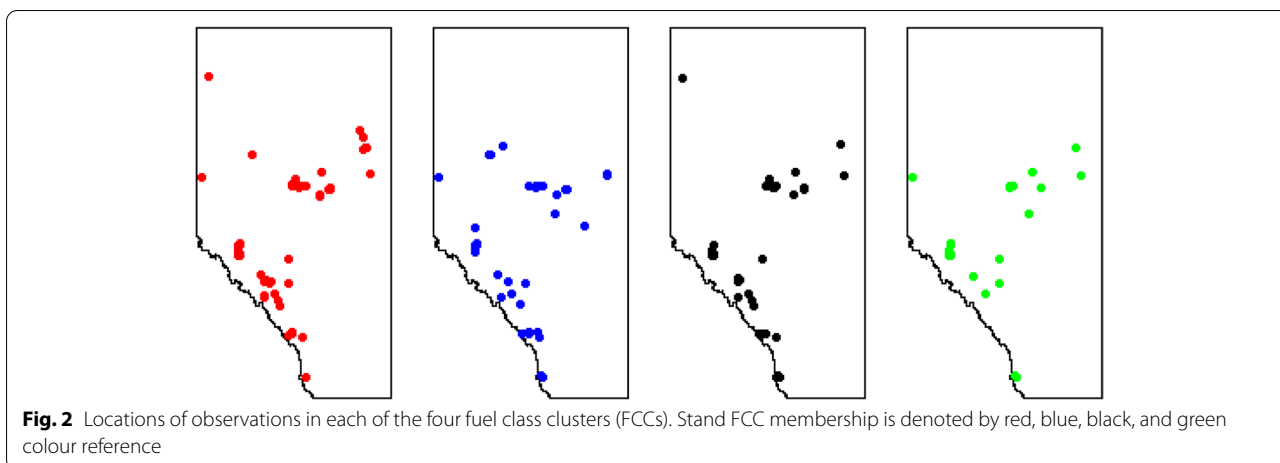 Fig. 2 Locations of observations in each of the four fuel class clusters (FCCs). Stand FCC membership is denoted by red, blue, black, and green
colour reference